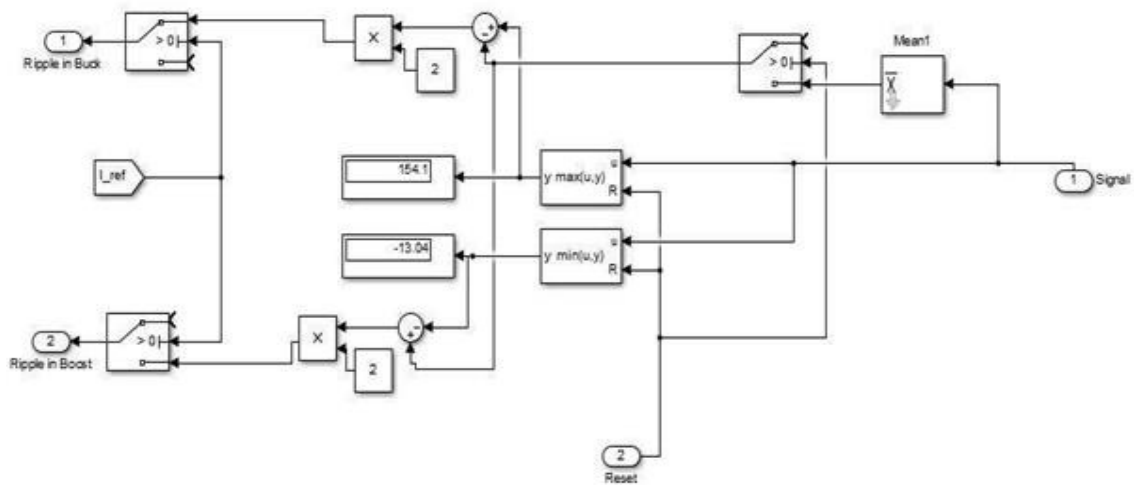 Mean1
1
Ripple in Buck
> 0
X
2
- +
> 0
X
I_ref
154.1
y max(u,y)
u
R
1
Signal
-13.04
y min(u,y)
u
R
2
Ripple in Boost
> 0
X
2
- +
2
Reset